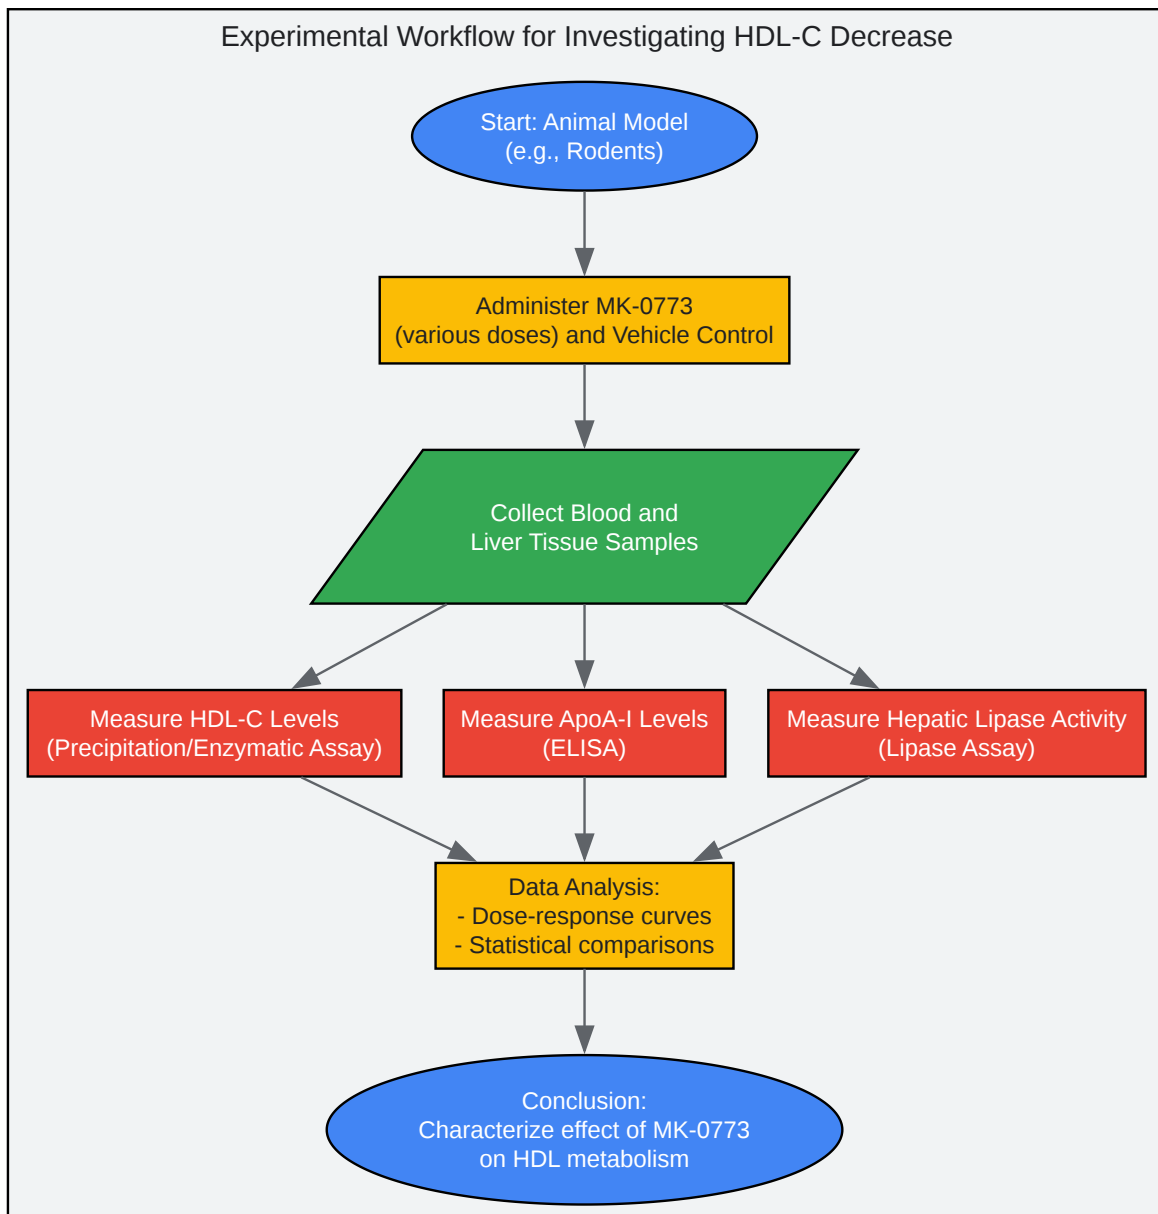 Experimental Workflow for Investigating HDL-C Decrease
Start: Animal Model
(e.g., Rodents)
Administer MK-0773
(various doses) and Vehicle Control
Collect Blood and
Liver Tissue Samples
Measure HDL-C Levels
(Precipitation/Enzymatic Assay)
Measure ApoA-I Levels
(ELISA)
Measure Hepatic Lipase Activity
(Lipase Assay)
Data Analysis:
- Dose-response curves
- Statistical comparisons
Conclusion:
Characterize effect of MK-0773
on HDL metabolism